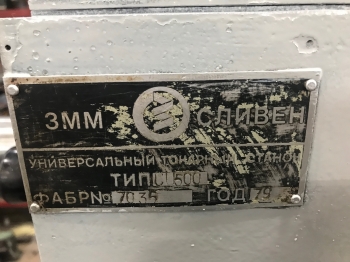 ЗММ СЛИВЕН
УНИВЕРСАЛЬНЫЙ ТОКАРНЫЙ СТАНОК
ТИП
ФАБР№ 7035 ГОД 79